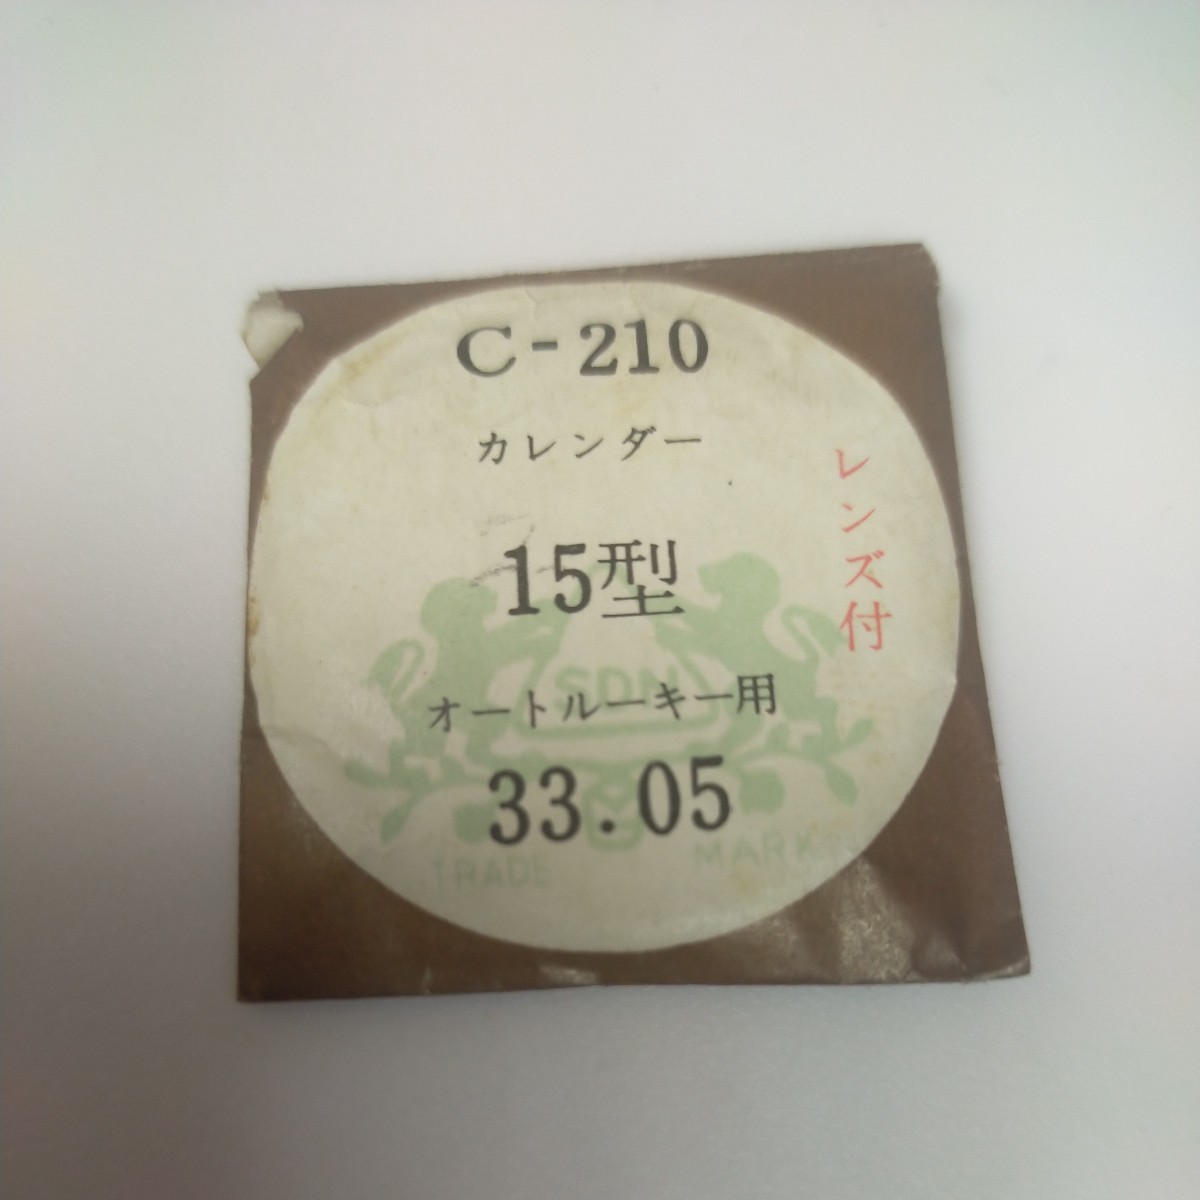 C-210
カレンダー
レンズ付
15型
SDN
オートルーキー用
33.05
TRADE MARK